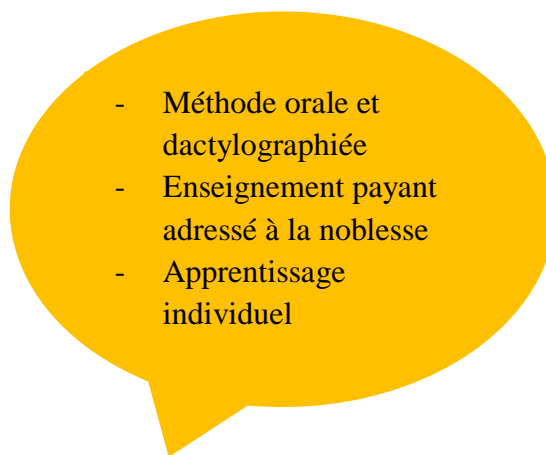 - Méthode orale et
dactylographiée
- Enseignement payant
adressé à la noblesse
- Apprentissage
individuel